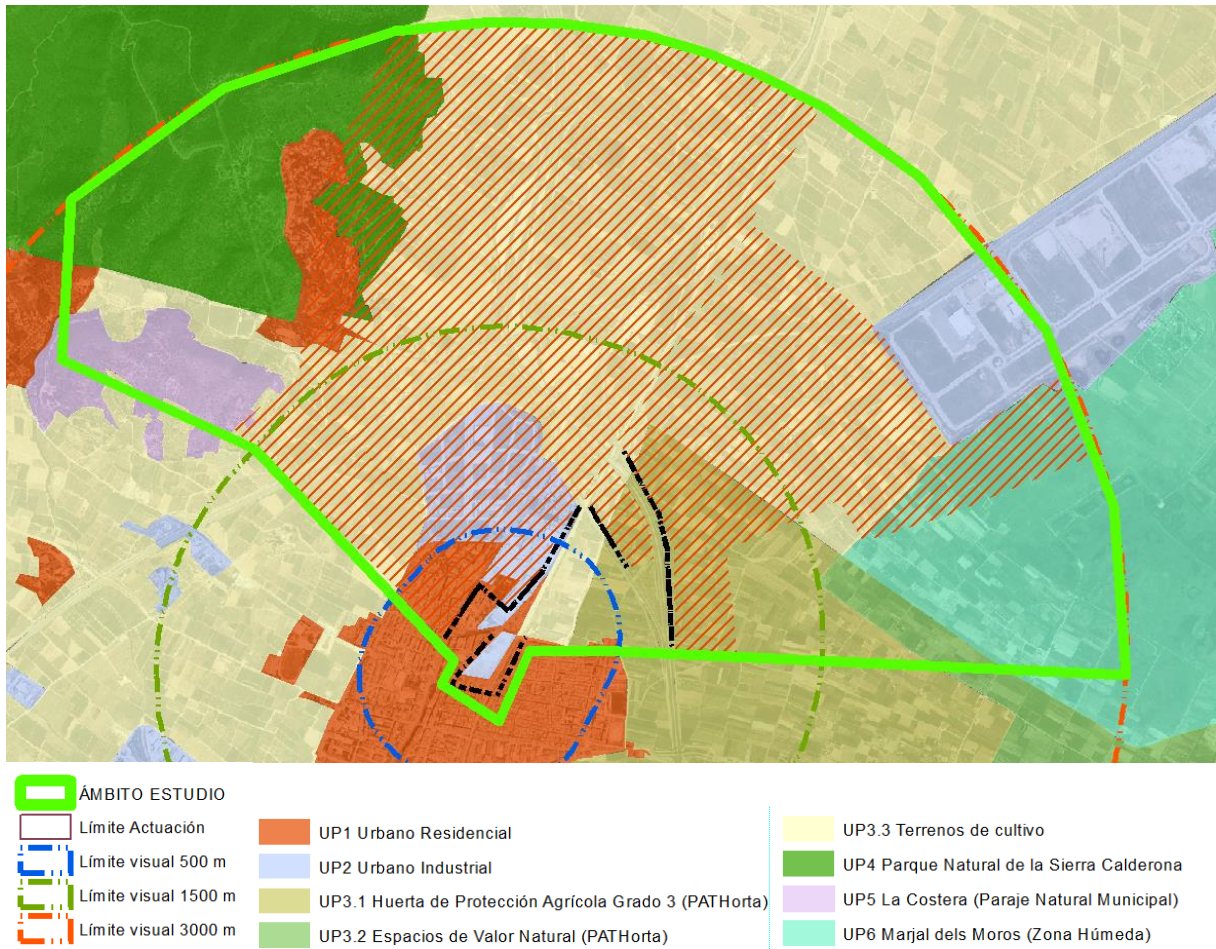 ÁMBITO ESTUDIO
Límite Actuación
Límite visual 500 m
Límite visual 1500 m
Límite visual 3000 m
UP1 Urbano Residencial
UP2 Urbano Industrial
UP3.1 Huerta de Protección Agrícola Grado 3 (PATHorta)
UP3.2 Espacios de Valor Natural (PATHorta)
UP3.3 Terrenos de cultivo
UP4 Parque Natural de la Sierra Calderona
UP5 La Costera (Paraje Natural Municipal)
UP6 Marjal dels Moros (Zona Húmeda)